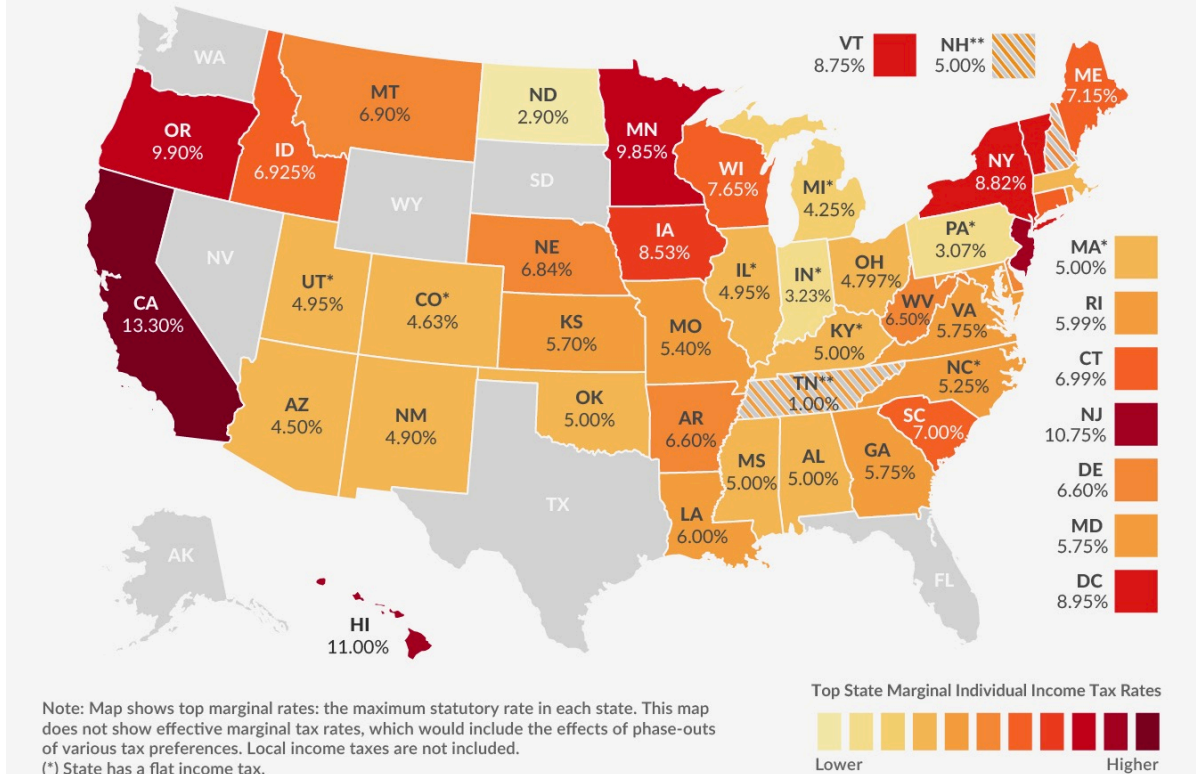 WA
VT
8.75%
NH**
5.00%
ME
7.15%
MT
6.90%
ND
2.90%
MN
9.85%
OR
9.90%
ID
6.925%
WI
7.65%
NY
8.82%
SD
MI*
4.25%
WY
IA
8.53%
PA*
3.07%
NE
6.84%
MA*
5.00%
NV
UT*
4.95%
CO*
4.63%
IL*
4.95%
IN*
3.23%
OH
4.797%
WV
6.50%
VA
5.75%
RI
5.99%
CA
13.30%
KS
5.70%
MO
5.40%
KY*
5.00%
NC*
5.25%
CT
6.99%
TN**
1.00%
AZ
4.50%
NM
4.90%
OK
5.00%
AR
6.60%
SC
7.00%
NJ
10.75%
MS
5.00%
AL
5.00%
GA
5.75%
DE
6.60%
TX
LA
6.00%
MD
5.75%
AK
FL
DC
8.95%
HI
11.00%
Note: Map shows top marginal rates: the maximum statutory rate in each state. This map
does not show effective marginal tax rates, which would include the effects of phase-outs
of various tax preferences. Local income taxes are not included.
(*) State has a flat income tax.
Top State Marginal Individual Income Tax Rates
Lower
Higher